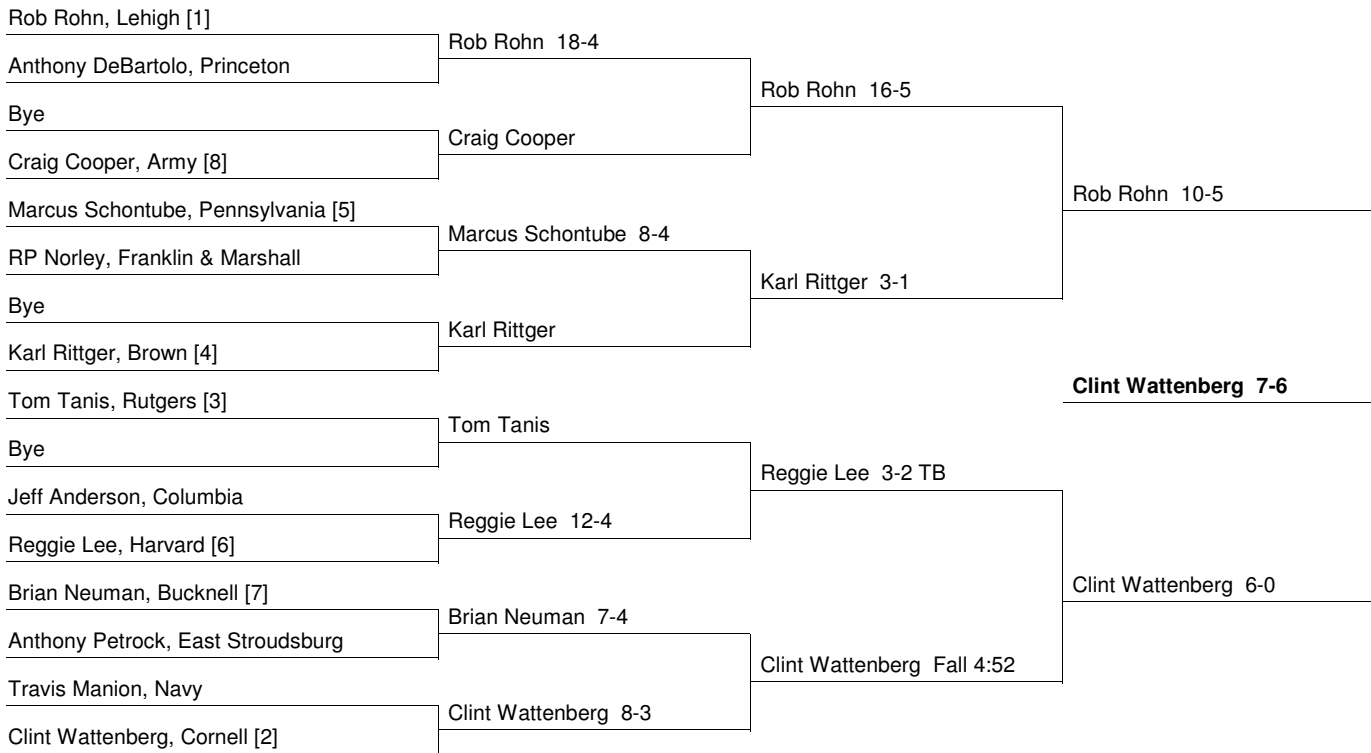 Rob Rohn, Lehigh [1]
Anthony DeBartolo, Princeton
Bye
Craig Cooper, Army [8]
Marcus Schontube, Pennsylvania [5]
RP Norley, Franklin & Marshall
Bye
Karl Rittger, Brown [4]
Tom Tanis, Rutgers [3]
Bye
Jeff Anderson, Columbia
Reggie Lee, Harvard [6]
Brian Neuman, Bucknell [7]
Anthony Petrock, East Stroudsburg
Travis Manion, Navy
Clint Wattenberg, Cornell [2]
Rob Rohn 18-4
Craig Cooper
Marcus Schontube 8-4
Karl Rittger
Tom Tanis
Reggie Lee 12-4
Brian Neuman 7-4
Clint Wattenberg 8-3
Rob Rohn 16-5
Karl Rittger 3-1
Reggie Lee 3-2 TB
Clint Wattenberg Fall 4:52
Rob Rohn 10-5
Clint Wattenberg 7-6
Clint Wattenberg 6-0